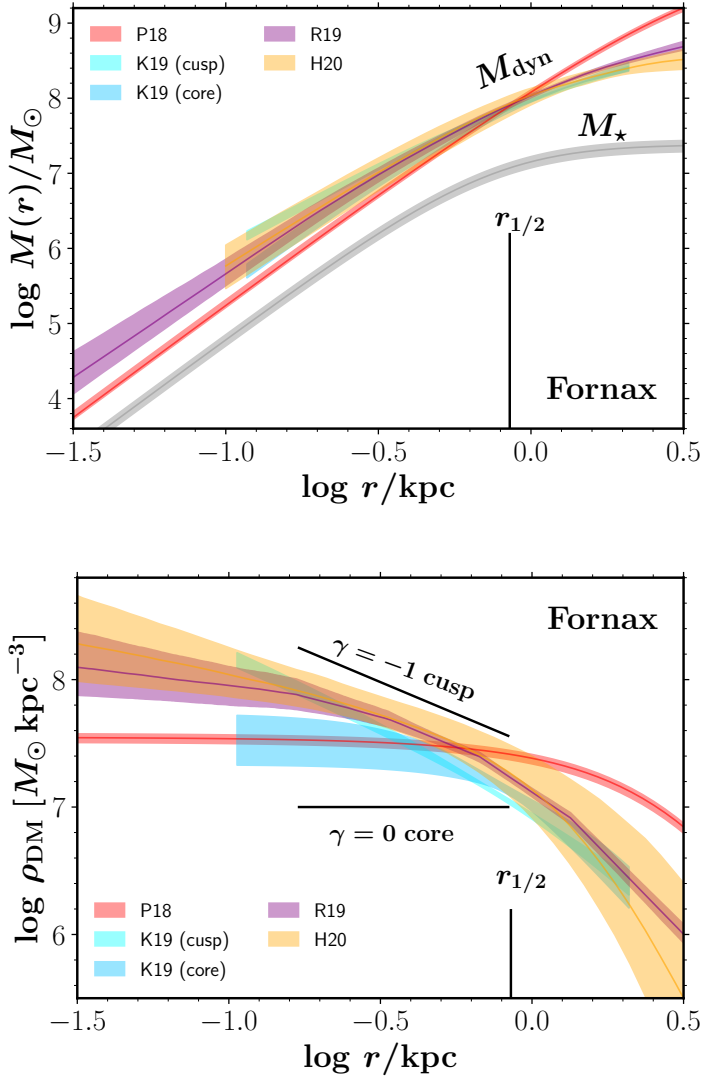 9
8
7
6
5
4
log M(r)/M⊙
P18
K19 (cusp)
K19 (core)
R19
H20
M_dyn
M⋆
r_1/2
Fornax
−1.5 −1.0 −0.5 0.0 0.5
log r/kpc
Fornax
8
7
6
log ρ_DM [M⊙ kpc⁻³]
γ = −1 cusp
γ = 0 core
r_1/2
P18
K19 (cusp)
K19 (core)
R19
H20
−1.5 −1.0 −0.5 0.0 0.5
log r/kpc